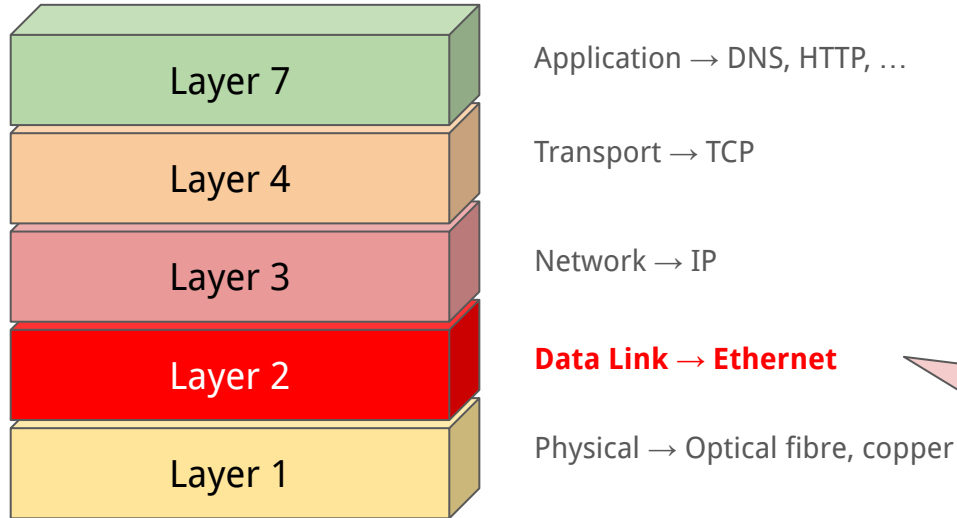 Layer 7
Application → DNS, HTTP, …
Layer 4
Transport → TCP
Layer 3
Network → IP
Layer 2
Data Link → Ethernet
Layer 1
Physical → Optical fibre, copper